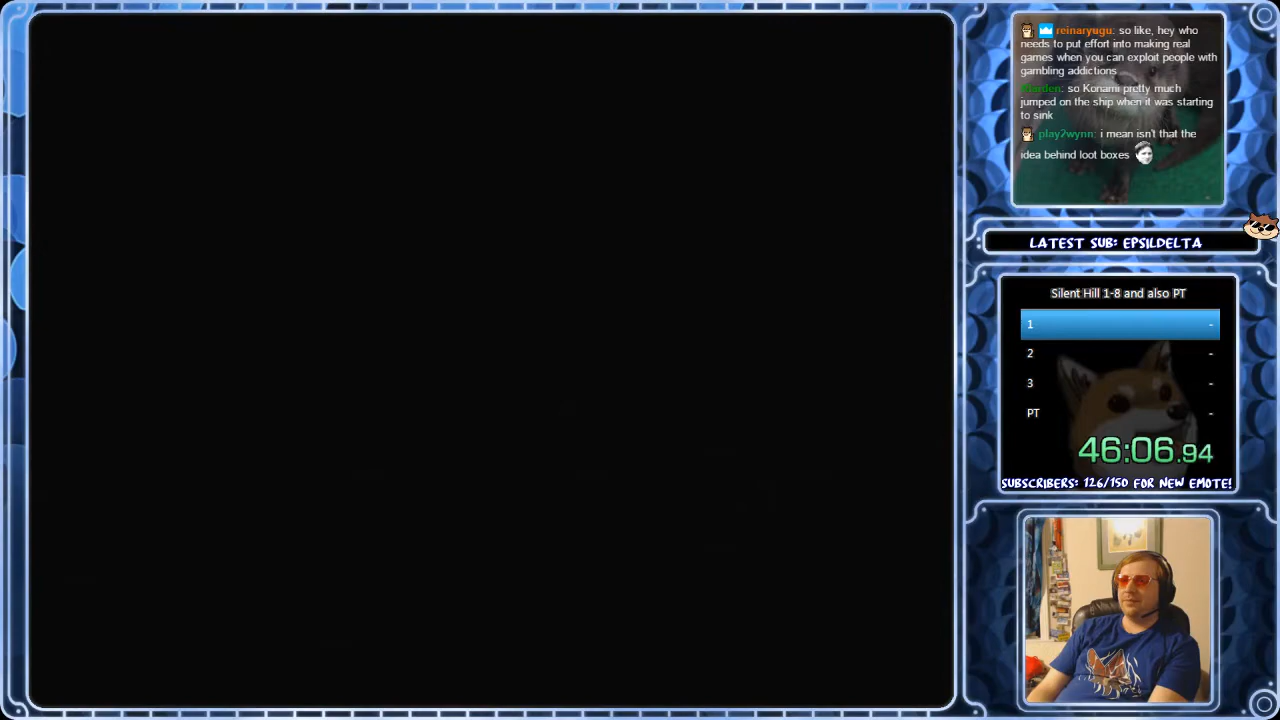 reinaryugu: so like, hey who
needs to put effort into making real
games when you can exploit people with
gambling addictions
so Konami pretty much
jumped on the ship when it was starting
to sink
play2wynn: i mean isn't that the
idea behind loot boxes
LATEST SUB: EPSILDELTA
Silent Hill 1-8 and also PT
1 -
2 -
3 -
PT -
46:06.94
SUBSCRIBERS: 126/150 FOR NEW EMOTE!